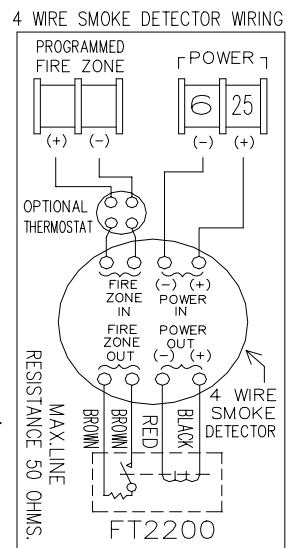 4 WIRE SMOKE DETECTOR WIRING
PROGRAMMED
FIRE ZONE
POWER
6 25
(+) (-)
(-) (+)
OPTIONAL
THERMOSTAT
FIRE
ZONE
IN
(-) (+)
POWER
IN
FIRE
ZONE
OUT
POWER
OUT
(-) (+)
4 WIRE
SMOKE
DETECTOR
BROWN
BROWN
RED
BLACK
MAX.LINE
RESISTANCE 50 OHMS.
FT2200